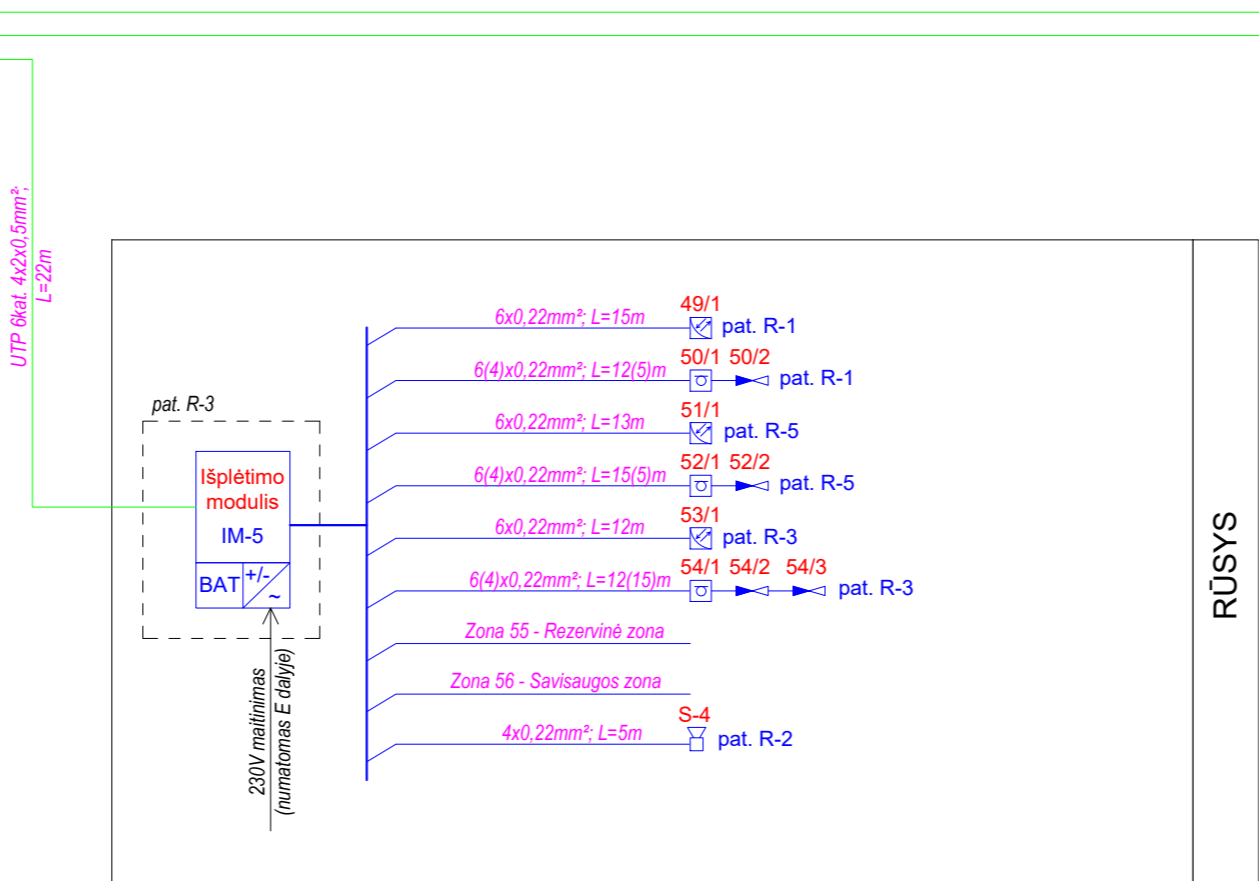 UTP 6kat. 4x2x0,5mm²;
L=22m
pat. R-3
Išplėtimo
modulis
IM-5
BAT +/- ~
230V maitinimas
(numatomas E dalyje)
49/1
6x0,22mm²; L=15m pat. R-1
50/1 50/2
6(4)x0,22mm²; L=12(5)m pat. R-1
51/1
6x0,22mm²; L=13m pat. R-5
52/1 52/2
6(4)x0,22mm²; L=15(5)m pat. R-5
53/1
6x0,22mm²; L=12m pat. R-3
54/1 54/2 54/3
6(4)x0,22mm²; L=12(15)m pat. R-3
Zona 55 - Rezervinė zona
Zona 56 - Savisaugos zona
S-4
4x0,22mm²; L=5m pat. R-2
RŪSYS